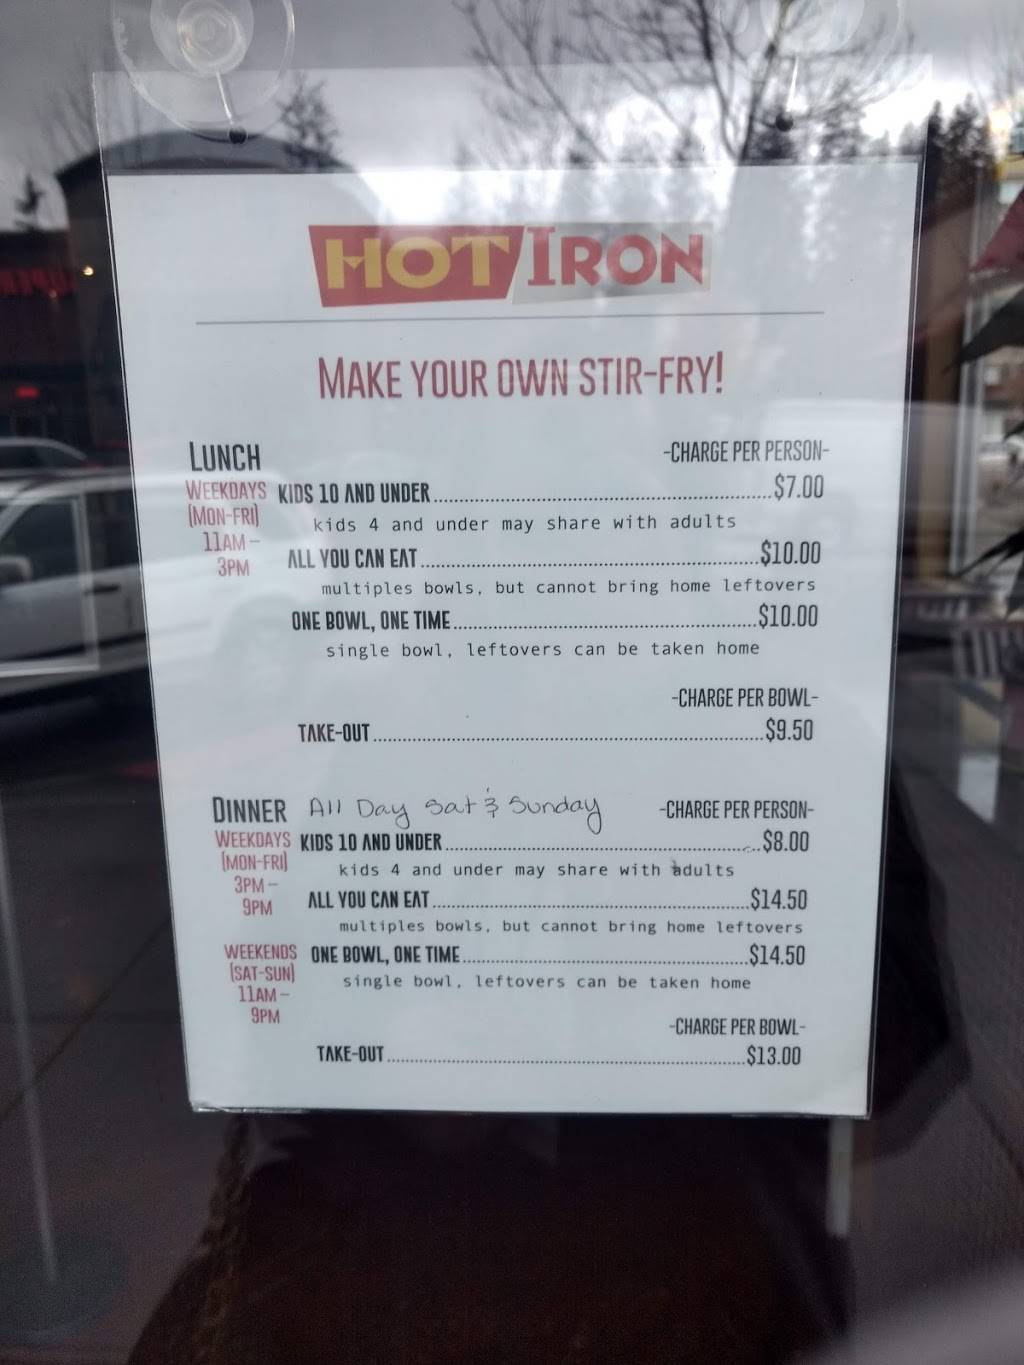 HOT IRON
MAKE YOUR OWN STIR-FRY!
LUNCH
-CHARGE PER PERSON-
WEEKDAYS
(MON-FRI)
11AM –
3PM
KIDS 10 AND UNDER $7.00
kids 4 and under may share with adults
ALL YOU CAN EAT $10.00
multiples bowls, but cannot bring home leftovers
ONE BOWL, ONE TIME $10.00
single bowl, leftovers can be taken home
-CHARGE PER BOWL-
TAKE-OUT $9.50
DINNER All Day Sat & Sunday -CHARGE PER PERSON-
WEEKDAYS
(MON-FRI)
3PM –
9PM
KIDS 10 AND UNDER $8.00
kids 4 and under may share with adults
ALL YOU CAN EAT $14.50
multiples bowls, but cannot bring home leftovers
WEEKENDS
(SAT-SUN)
11AM –
9PM
ONE BOWL, ONE TIME $14.50
single bowl, leftovers can be taken home
-CHARGE PER BOWL-
TAKE-OUT $13.00